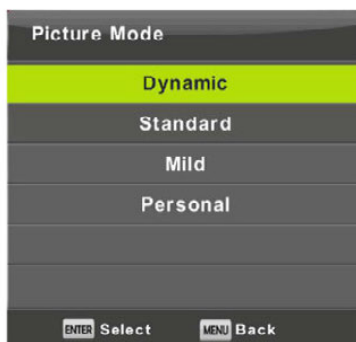 Picture Mode
Dynamic
Standard
Mild
Personal
ENTER Select MENU Back